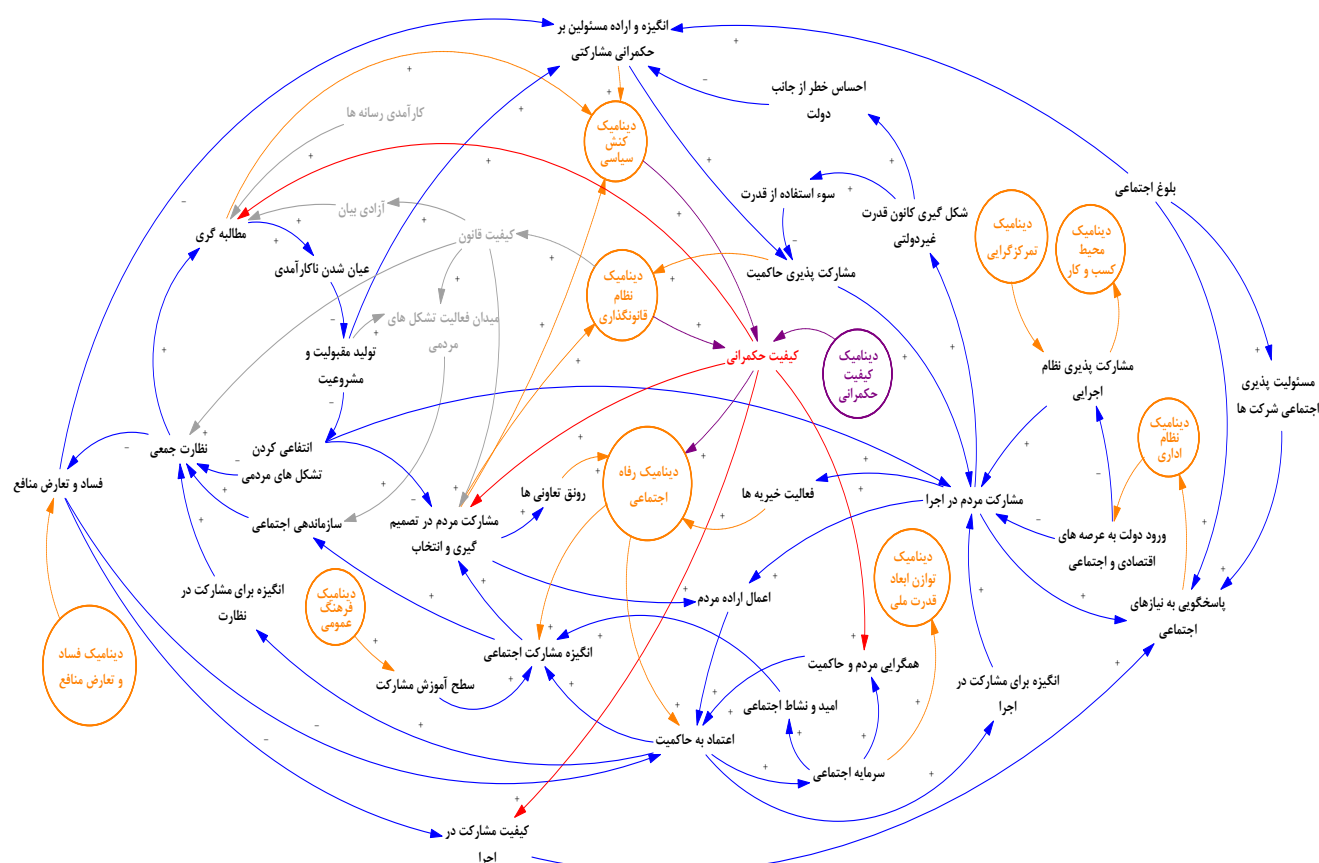 انگیزه و اراده مسئولین بر
حکمرانی مشارکتی
احساس خطر از جانب
دولت
کارآمدی رسانه ها
دینامیک
کنش
سیاسی
بلوغ اجتماعی
سوء استفاده از قدرت
شکل گیری کانون قدرت
غیردولتی
آزادی بیان
مطالبه گری
کیفیت قانون
دینامیک
تمرکزگرایی
دینامیک
محیط
کسب و کار
عیان شدن ناکارآمدی
مشارکت پذیری حاکمیت
دینامیک
نظام
قانونگذاری
میدان فعالیت تشکل های
مردمی
تولید مقبولیت و
مشروعیت
کیفیت حکمرانی
دینامیک
کیفیت
حکمرانی
مشارکت پذیری نظام
اجرایی
مسئولیت پذیری
اجتماعی شرکت ها
دینامیک
نظام
اداری
نظارت جمعی
انتفاعی کردن
تشکل های مردمی
فساد و تعارض منافع
دینامیک رفاه
اجتماعی
رونق تعاونی ها
فعالیت خیریه ها
مشارکت مردم در اجرا
سازماندهی اجتماعی
مشارکت مردم در تصمیم
گیری و انتخاب
ورود دولت به عرصه های
اقتصادی و اجتماعی
دینامیک
توازن ابعاد
قدرت ملی
انگیزه برای مشارکت در
نظارت
دینامیک
فرهنگ
عمومی
اعمال اراده مردم
پاسخگویی به نیازهای
اجتماعی
دینامیک فساد
و تعارض منافع
انگیزه مشارکت اجتماعی
همگرایی مردم و حاکمیت
سطح آموزش مشارکت
انگیزه برای مشارکت در
اجرا
امید و نشاط اجتماعی
اعتماد به حاکمیت
سرمایه اجتماعی
کیفیت مشارکت در
اجرا